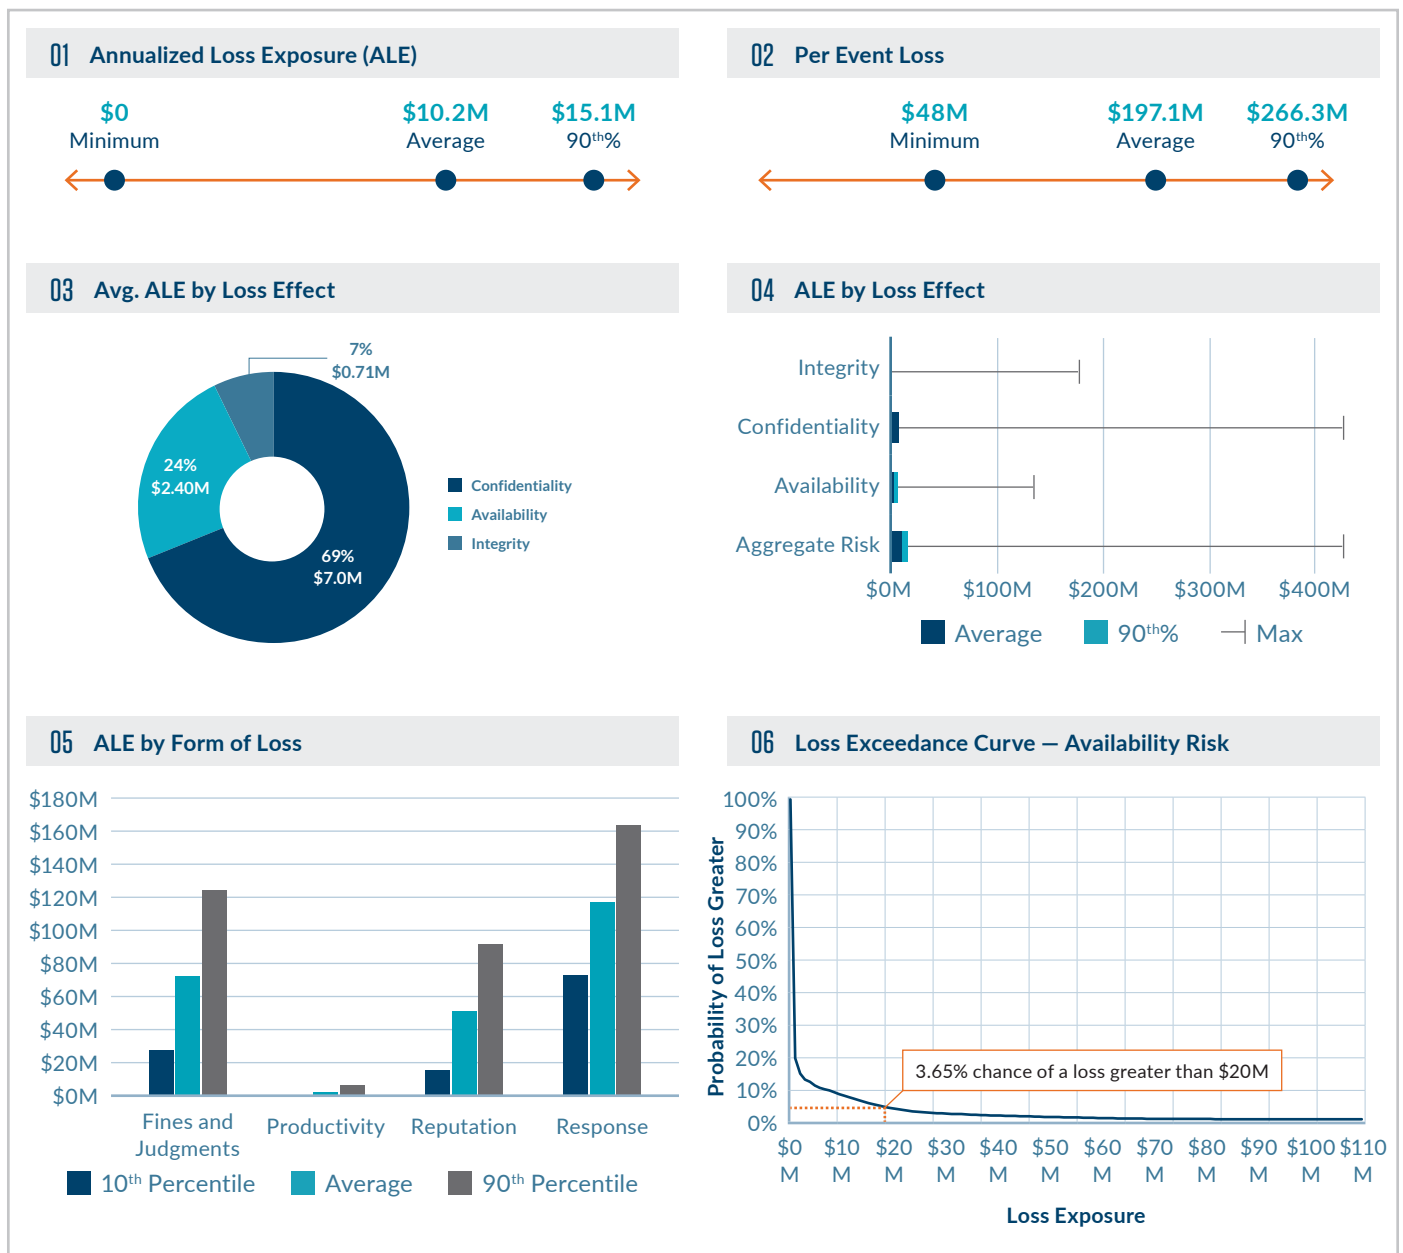 01 Annualized Loss Exposure (ALE)
$0 $10.2M $15.1M
Minimum Average 90th%
02 Per Event Loss
$48M $197.1M $266.3M
Minimum Average 90th%
03 Avg. ALE by Loss Effect
7%
$0.71M
24%
$2.40M
69%
$7.0M
Confidentiality
Availability
Integrity
04 ALE by Loss Effect
Integrity
Confidentiality
Availability
Aggregate Risk
$0M $100M $200M $300M $400M
Average 90th% Max
05 ALE by Form of Loss
$180M
$160M
$140M
$120M
$100M
$80M
$60M
$40M
$20M
$0M
Fines and
Judgments
Productivity
Reputation
Response
10th Percentile Average 90th Percentile
06 Loss Exceedance Curve — Availability Risk
Probability of Loss Greater
100%
90%
80%
70%
60%
50%
40%
30%
20%
10%
0%
3.65% chance of a loss greater than $20M
$0 $10 $20 $30 $40 $50 $60 $70 $80 $90 $100 $110
M M M M M M M M M M M M
Loss Exposure